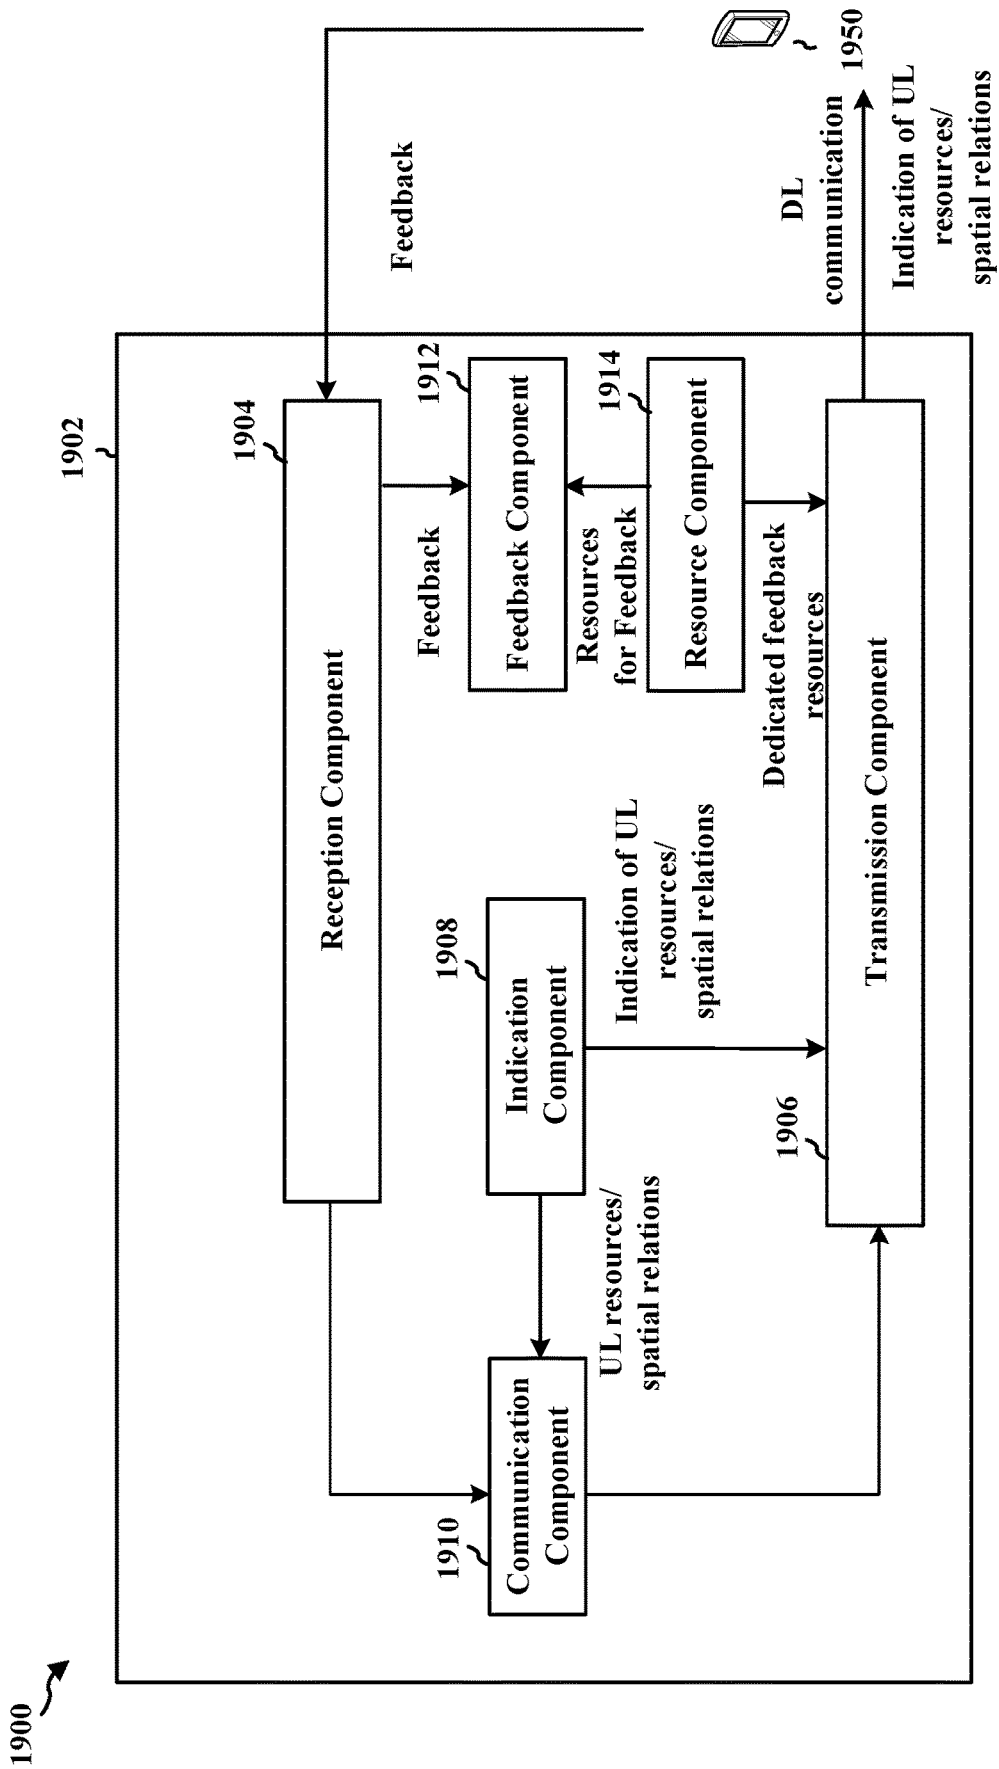 1900
1902
1904
Reception Component
Feedback
1950
1910
Communication
Component
UL resources/
spatial relations
1908
Indication
Component
Indication of UL
resources/
spatial relations
Feedback
1912
Feedback Component
Resources
for Feedback
1914
Resource Component
Dedicated feedback
resources
1906
Transmission Component
DL
communication
Indication of UL
resources/
spatial relations